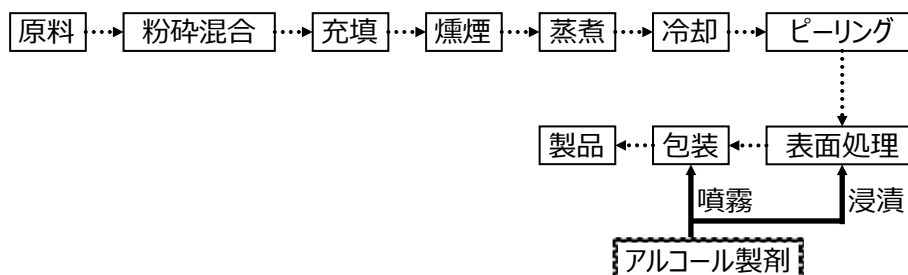 原料 粉砕混合 充填 燻煙 蒸煮 冷却 ピーリング
製品 包装 表面処理
噴霧 浸漬
アルコール製剤